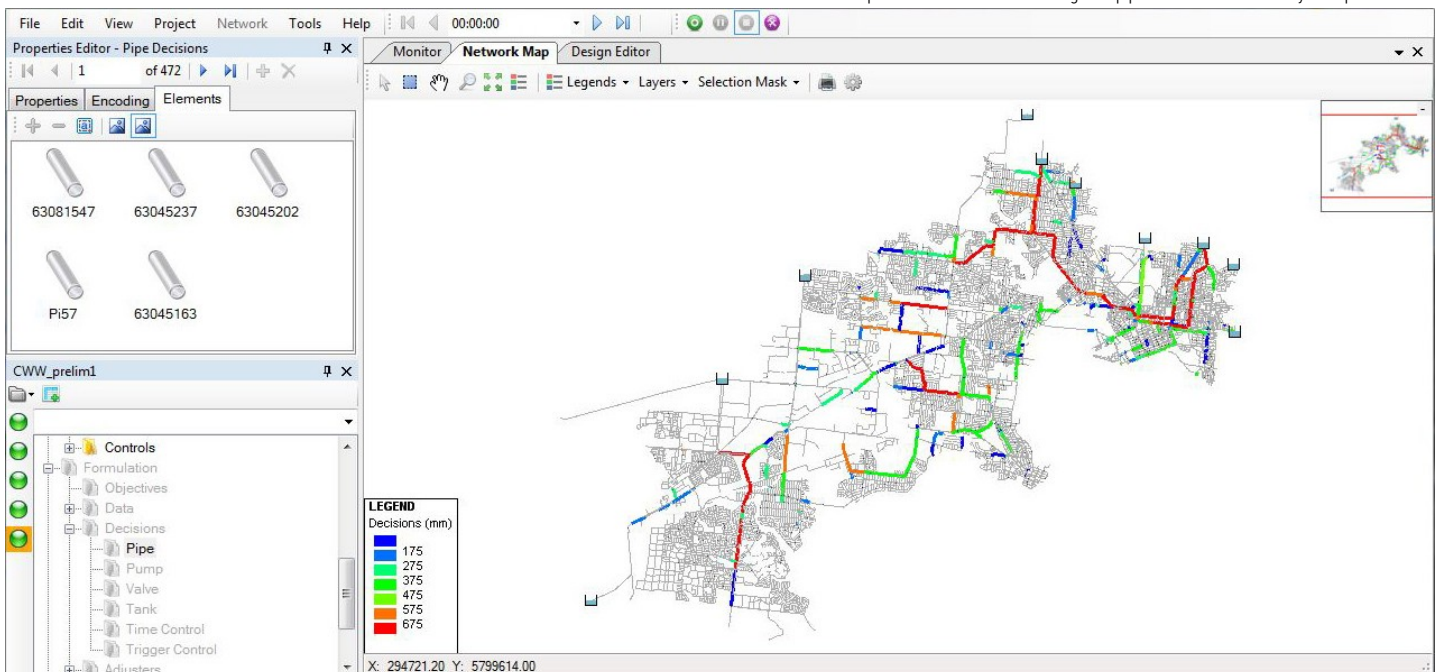 File Edit View Project Network Tools Help 00:00:00
Properties Editor - Pipe Decisions
1 of 472
Properties Encoding Elements
63081547 63045237 63045202
Pi57 63045163
CWW_prelim1
Controls
Formulation
Objectives
Data
Decisions
Pipe
Pump
Valve
Tank
Time Control
Trigger Control
Adjusters
Monitor Network Map Design Editor
Legends Layers Selection Mask
LEGEND
Decisions (mm)
175
275
375
475
575
675
X: 294721.20 Y: 5799614.00